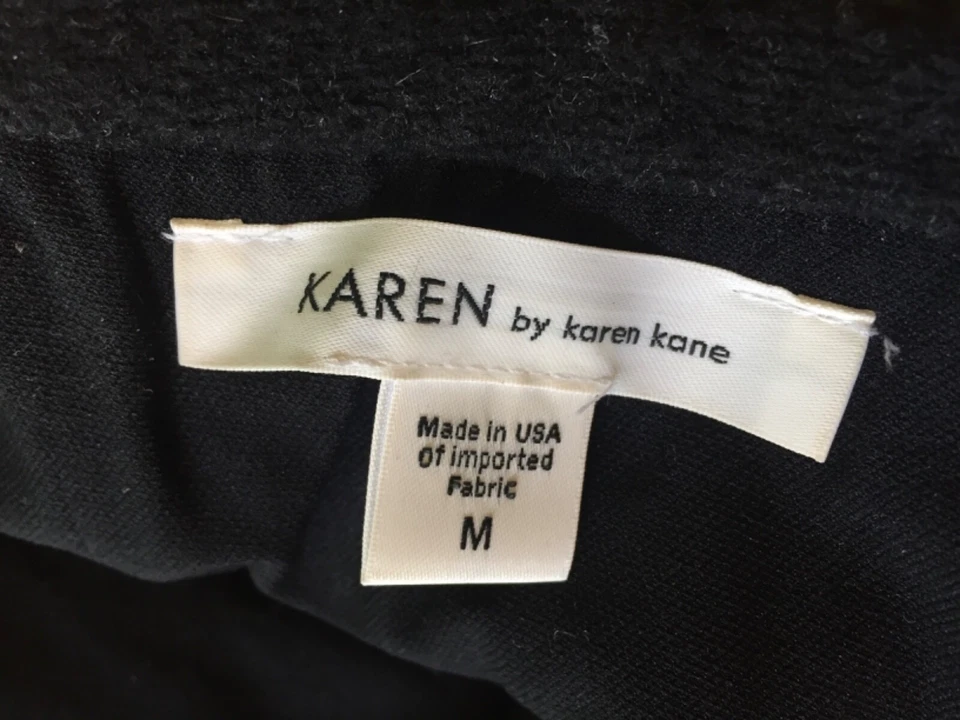 KAREN by karen kane
Made in USA
Of imported
Fabric
M